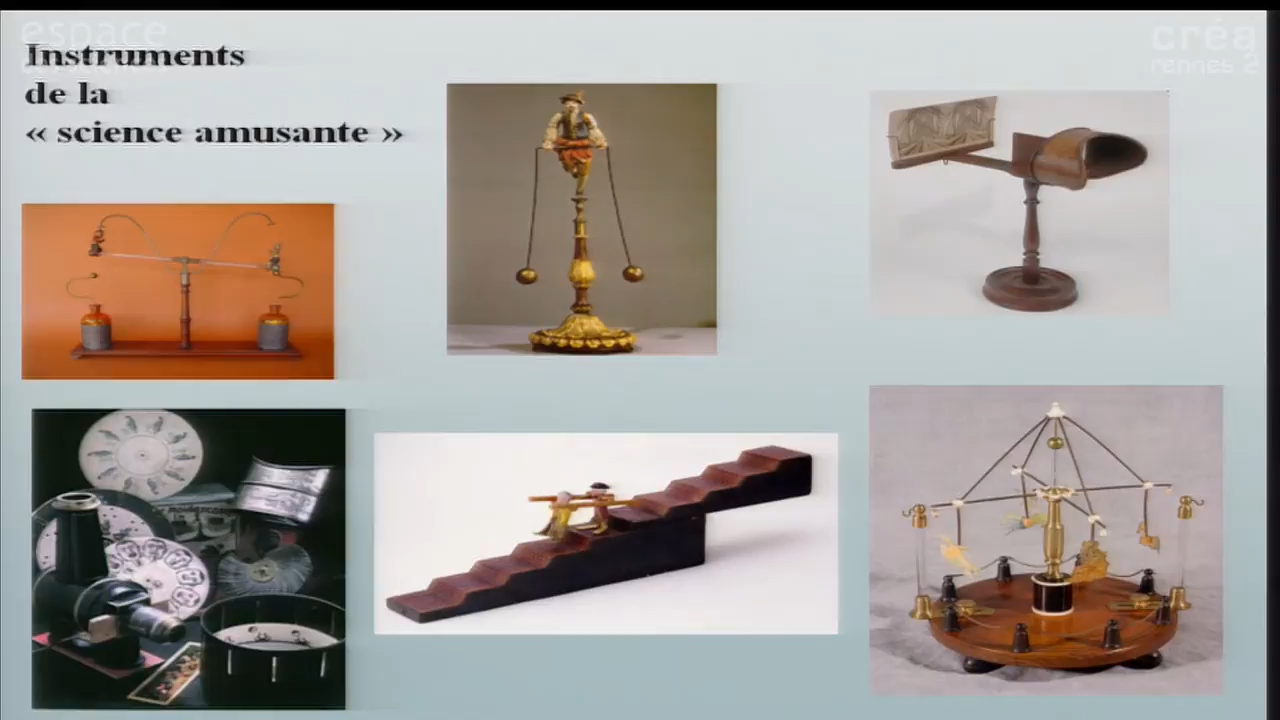 espace
Instruments
de la
« science amusante »
créa
rennes 2